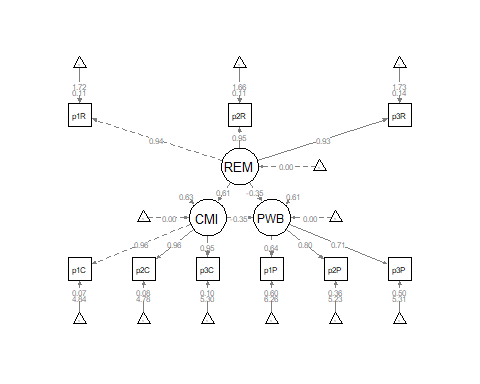 1.72 1.66 1.73
0.11 0.11 0.14
p1R p2R p3R
0.94 0.95 0.93
REM 0.00
0.63 0.61 -0.35 0.61
0.00 CMI 0.35 PWB 0.00
0.96 0.96 0.95 0.64 0.80 0.71
p1C p2C p3C p1P p2P p3P
0.07 0.08 0.10 0.60 0.36 0.50
4.84 4.78 5.30 6.26 5.23 5.31